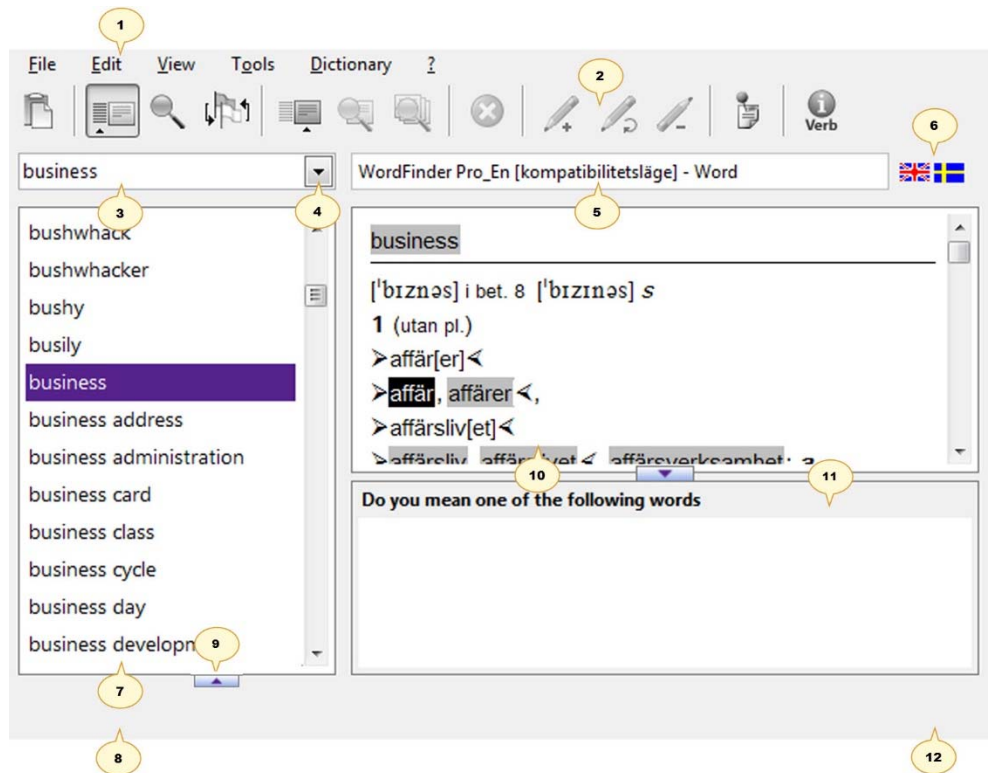 1
File Edit View Tools Dictionary ?
2
Verb
6
business
WordFinder Pro_En [kompatibilitetsläge] - Word
3
4
5
bushwhack
bushwhacker
bushy
busily
business
business address
business administration
business card
business class
business cycle
business day
business developm
9
7
8
business
[ˈbɪznəs] i bet. 8 [ˈbɪzɪnəs] s
1 (utan pl.)
➢affär[er]≺
➢affär, affärer≺,
➢affärsliv[et]≺
➢affärsliv, affärslivet≺, affärsverksamhet; a
10
11
Do you mean one of the following words
12